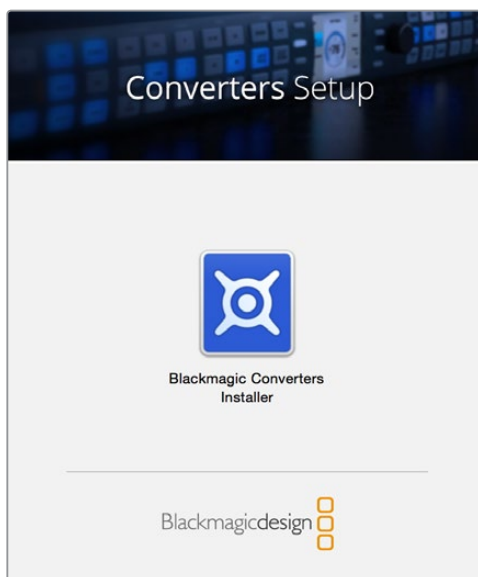 Converters Setup
Blackmagic Converters
Installer
Blackmagicdesign